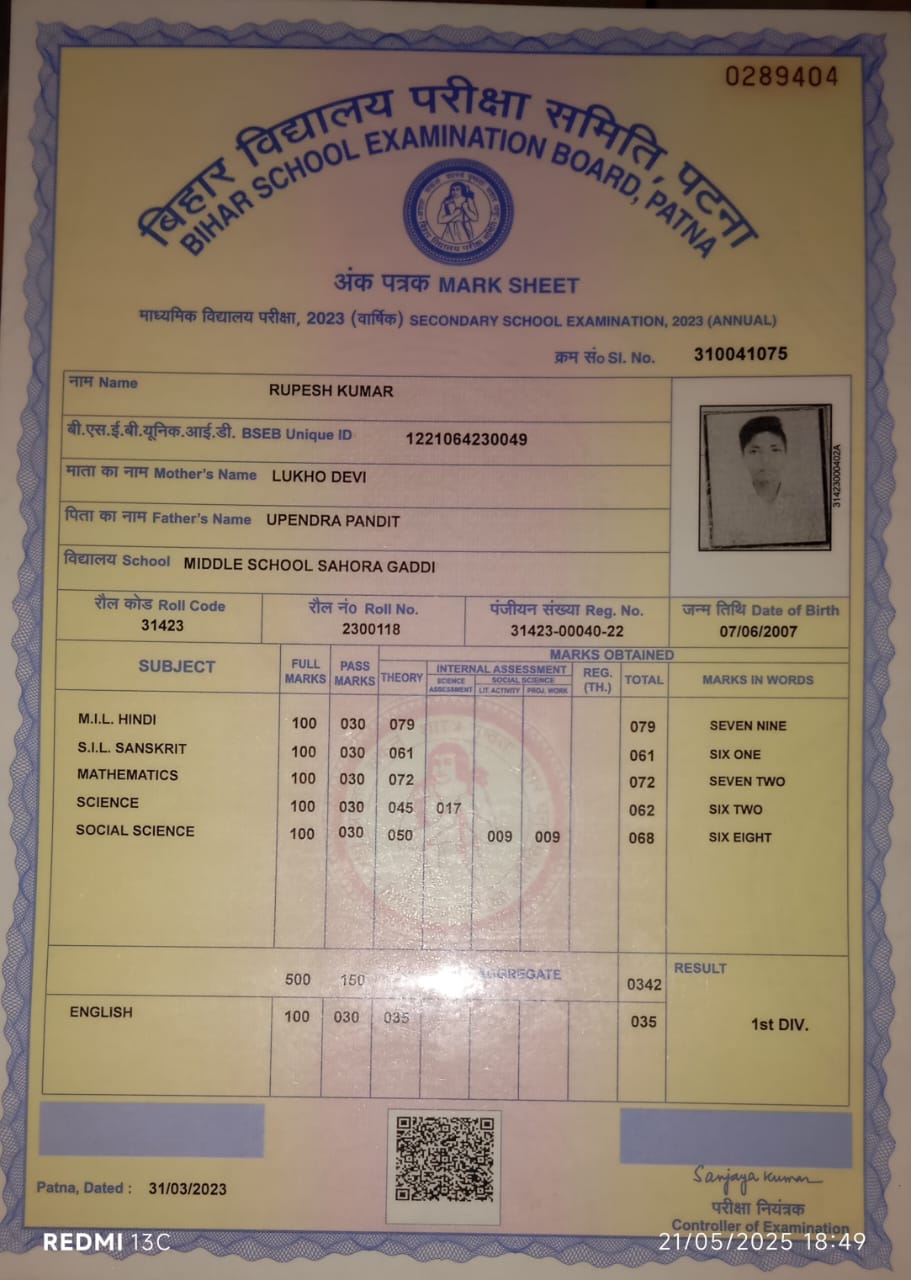 0289404
बिहार विद्यालय परीक्षा समिति, पटना
BIHAR SCHOOL EXAMINATION BOARD, PATNA
अंक पत्रक MARK SHEET
माध्यमिक विद्यालय परीक्षा, 2023 (वार्षिक) SECONDARY SCHOOL EXAMINATION, 2023 (ANNUAL)
क्रम सं० Sl. No. 310041075
नाम Name RUPESH KUMAR
बी.एस.ई.बी.यूनिक.आई.डी. BSEB Unique ID 1221064230049
माता का नाम Mother's Name LUKHO DEVI
पिता का नाम Father's Name UPENDRA PANDIT
विद्यालय School MIDDLE SCHOOL SAHORA GADDI
31423000402A
रौल कोड Roll Code रौल नं० Roll No. पंजीयन संख्या Reg. No. जन्म तिथि Date of Birth
31423 2300118 31423-00040-22 07/06/2007
SUBJECT FULL MARKS PASS MARKS MARKS OBTAINED
THEORY INTERNAL ASSESSMENT REG. (TH.) TOTAL MARKS IN WORDS
SCIENCE ASSESSMENT SOCIAL SCIENCE
LIT. ACTIVITY PROJ. WORK
M.I.L. HINDI 100 030 079 079 SEVEN NINE
S.I.L. SANSKRIT 100 030 061 061 SIX ONE
MATHEMATICS 100 030 072 072 SEVEN TWO
SCIENCE 100 030 045 017 062 SIX TWO
SOCIAL SCIENCE 100 030 050 009 009 068 SIX EIGHT
500 150 AGGREGATE 0342 RESULT
ENGLISH 100 030 035 035 1st DIV.
Patna, Dated : 31/03/2023
Sanjaya Kumar
परीक्षा नियंत्रक
Controller of Examination
REDMI 13C 21/05/2025 18:49